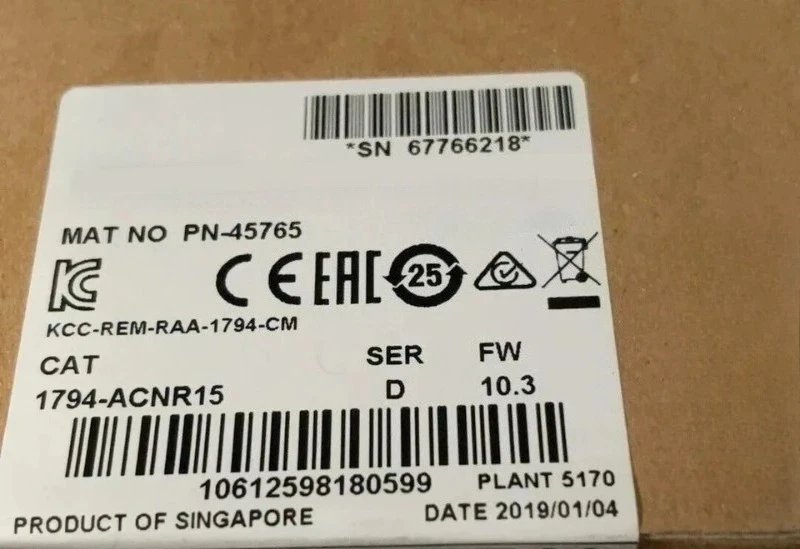 *SN 67766218*
MAT NO PN-45765
KC CE EAC 25
KCC-REM-RAA-1794-CM
CAT SER FW
1794-ACNR15 D 10.3
10612598180599 PLANT 5170
PRODUCT OF SINGAPORE DATE 2019/01/04